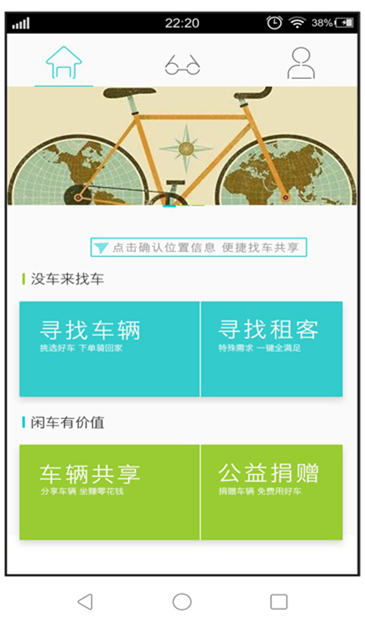 22:20
38%
点击确认位置信息 便捷找车共享
没车来找车
寻找车辆
挑选好车 下单骑回家
寻找租客
特殊需求 一键全满足
闲车有价值
车辆共享
分享车辆 坐赚零花钱
公益捐赠
捐赠车辆 免费用好车